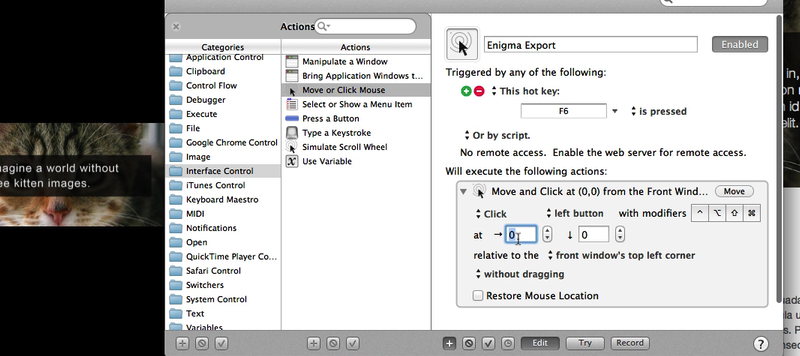 Actions
Categories
Application Control
Clipboard
Control Flow
Debugger
Execute
File
Google Chrome Control
Image
Interface Control
iTunes Control
Keyboard Maestro
MIDI
Notifications
Open
QuickTime Player Co...
Safari Control
Switchers
System Control
Text
Variables
Actions
Manipulate a Window
Bring Application Windows t...
Move or Click Mouse
Select or Show a Menu Item
Press a Button
Type a Keystroke
Simulate Scroll Wheel
Use Variable
Enigma Export
Enabled
Triggered by any of the following:
This hot key:
F6
is pressed
Or by script.
No remote access. Enable the web server for remote access.
Will execute the following actions:
Move and Click at (0,0) from the Front Wind... Move
Click left button with modifiers ^ ⌥ ⇧ ⌘
at → 0 ↓ 0
relative to the front window's top left corner
without dragging
Restore Mouse Location
Edit Try Record ?
magine a world without
ee kitten images.
in,
on
id
elit.